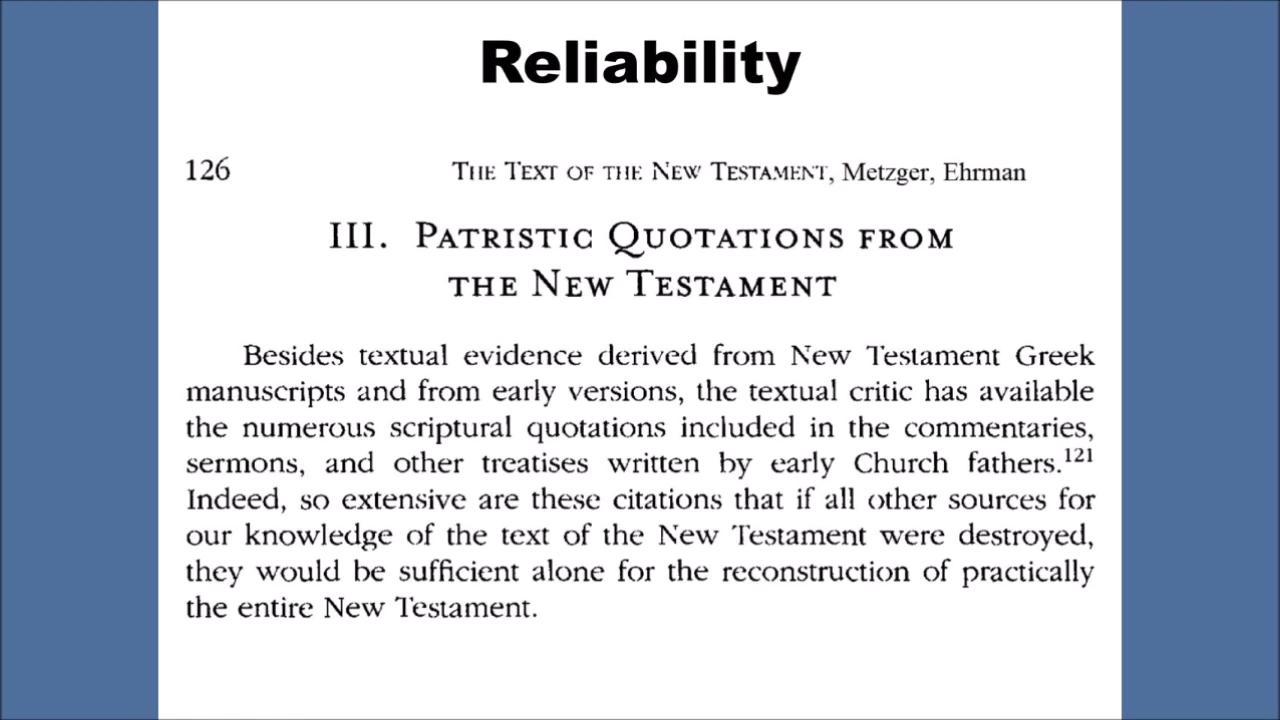 Reliability
126 THE TEXT OF THE NEW TESTAMENT, Metzger, Ehrman
III. PATRISTIC QUOTATIONS FROM
THE NEW TESTAMENT
Besides textual evidence derived from New Testament Greek
manuscripts and from early versions, the textual critic has available
the numerous scriptural quotations included in the commentaries,
sermons, and other treatises written by early Church fathers.121
Indeed, so extensive are these citations that if all other sources for
our knowledge of the text of the New Testament were destroyed,
they would be sufficient alone for the reconstruction of practically
the entire New Testament.